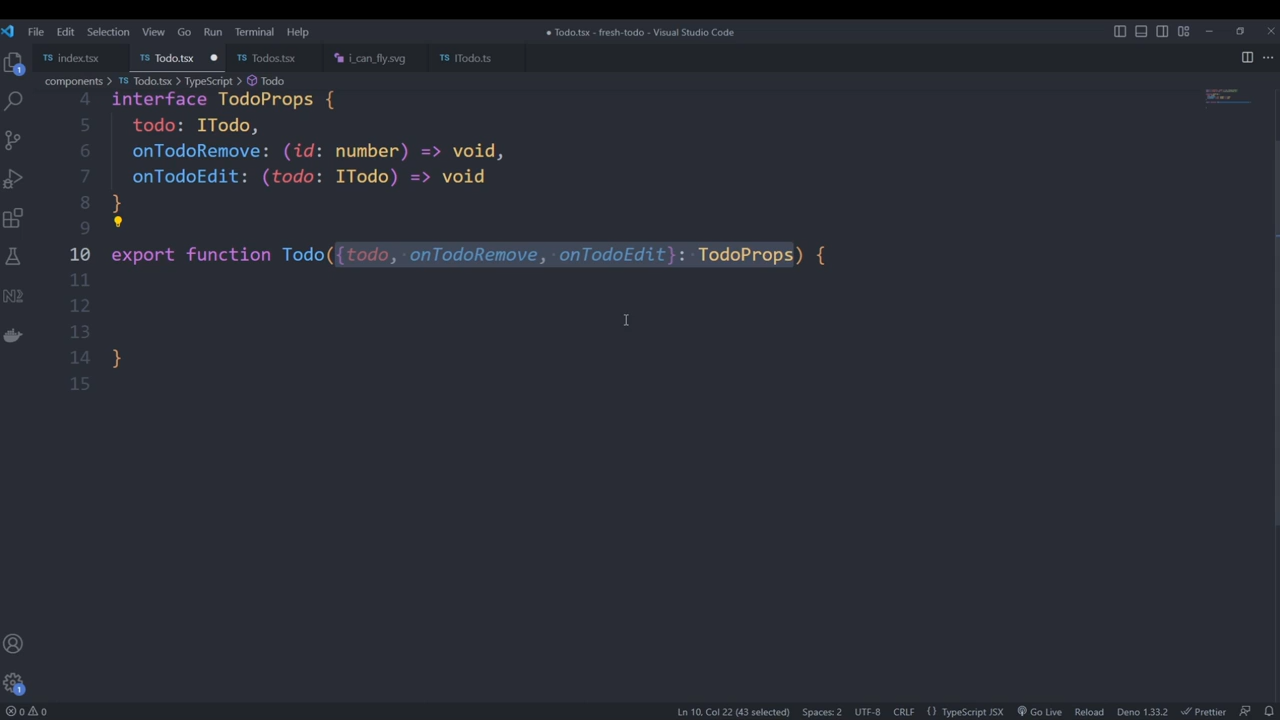 File Edit Selection View Go Run Terminal Help
● Todo.tsx - fresh-todo - Visual Studio Code
TS index.tsx TS Todo.tsx ● TS Todos.tsx i_can_fly.svg TS ITodo.ts
components > TS Todo.tsx > TypeScript > Todo
4 interface TodoProps {
5 todo: ITodo,
6 onTodoRemove: (id: number) => void,
7 onTodoEdit: (todo: ITodo) => void
8 }
9
10 export function Todo({todo, onTodoRemove, onTodoEdit}: TodoProps) {
11
12
13
14 }
15
1
1
0 0 Ln 10, Col 22 (43 selected) Spaces: 2 UTF-8 CRLF {} TypeScript JSX Go Live Reload Deno 1.33.2 Prettier